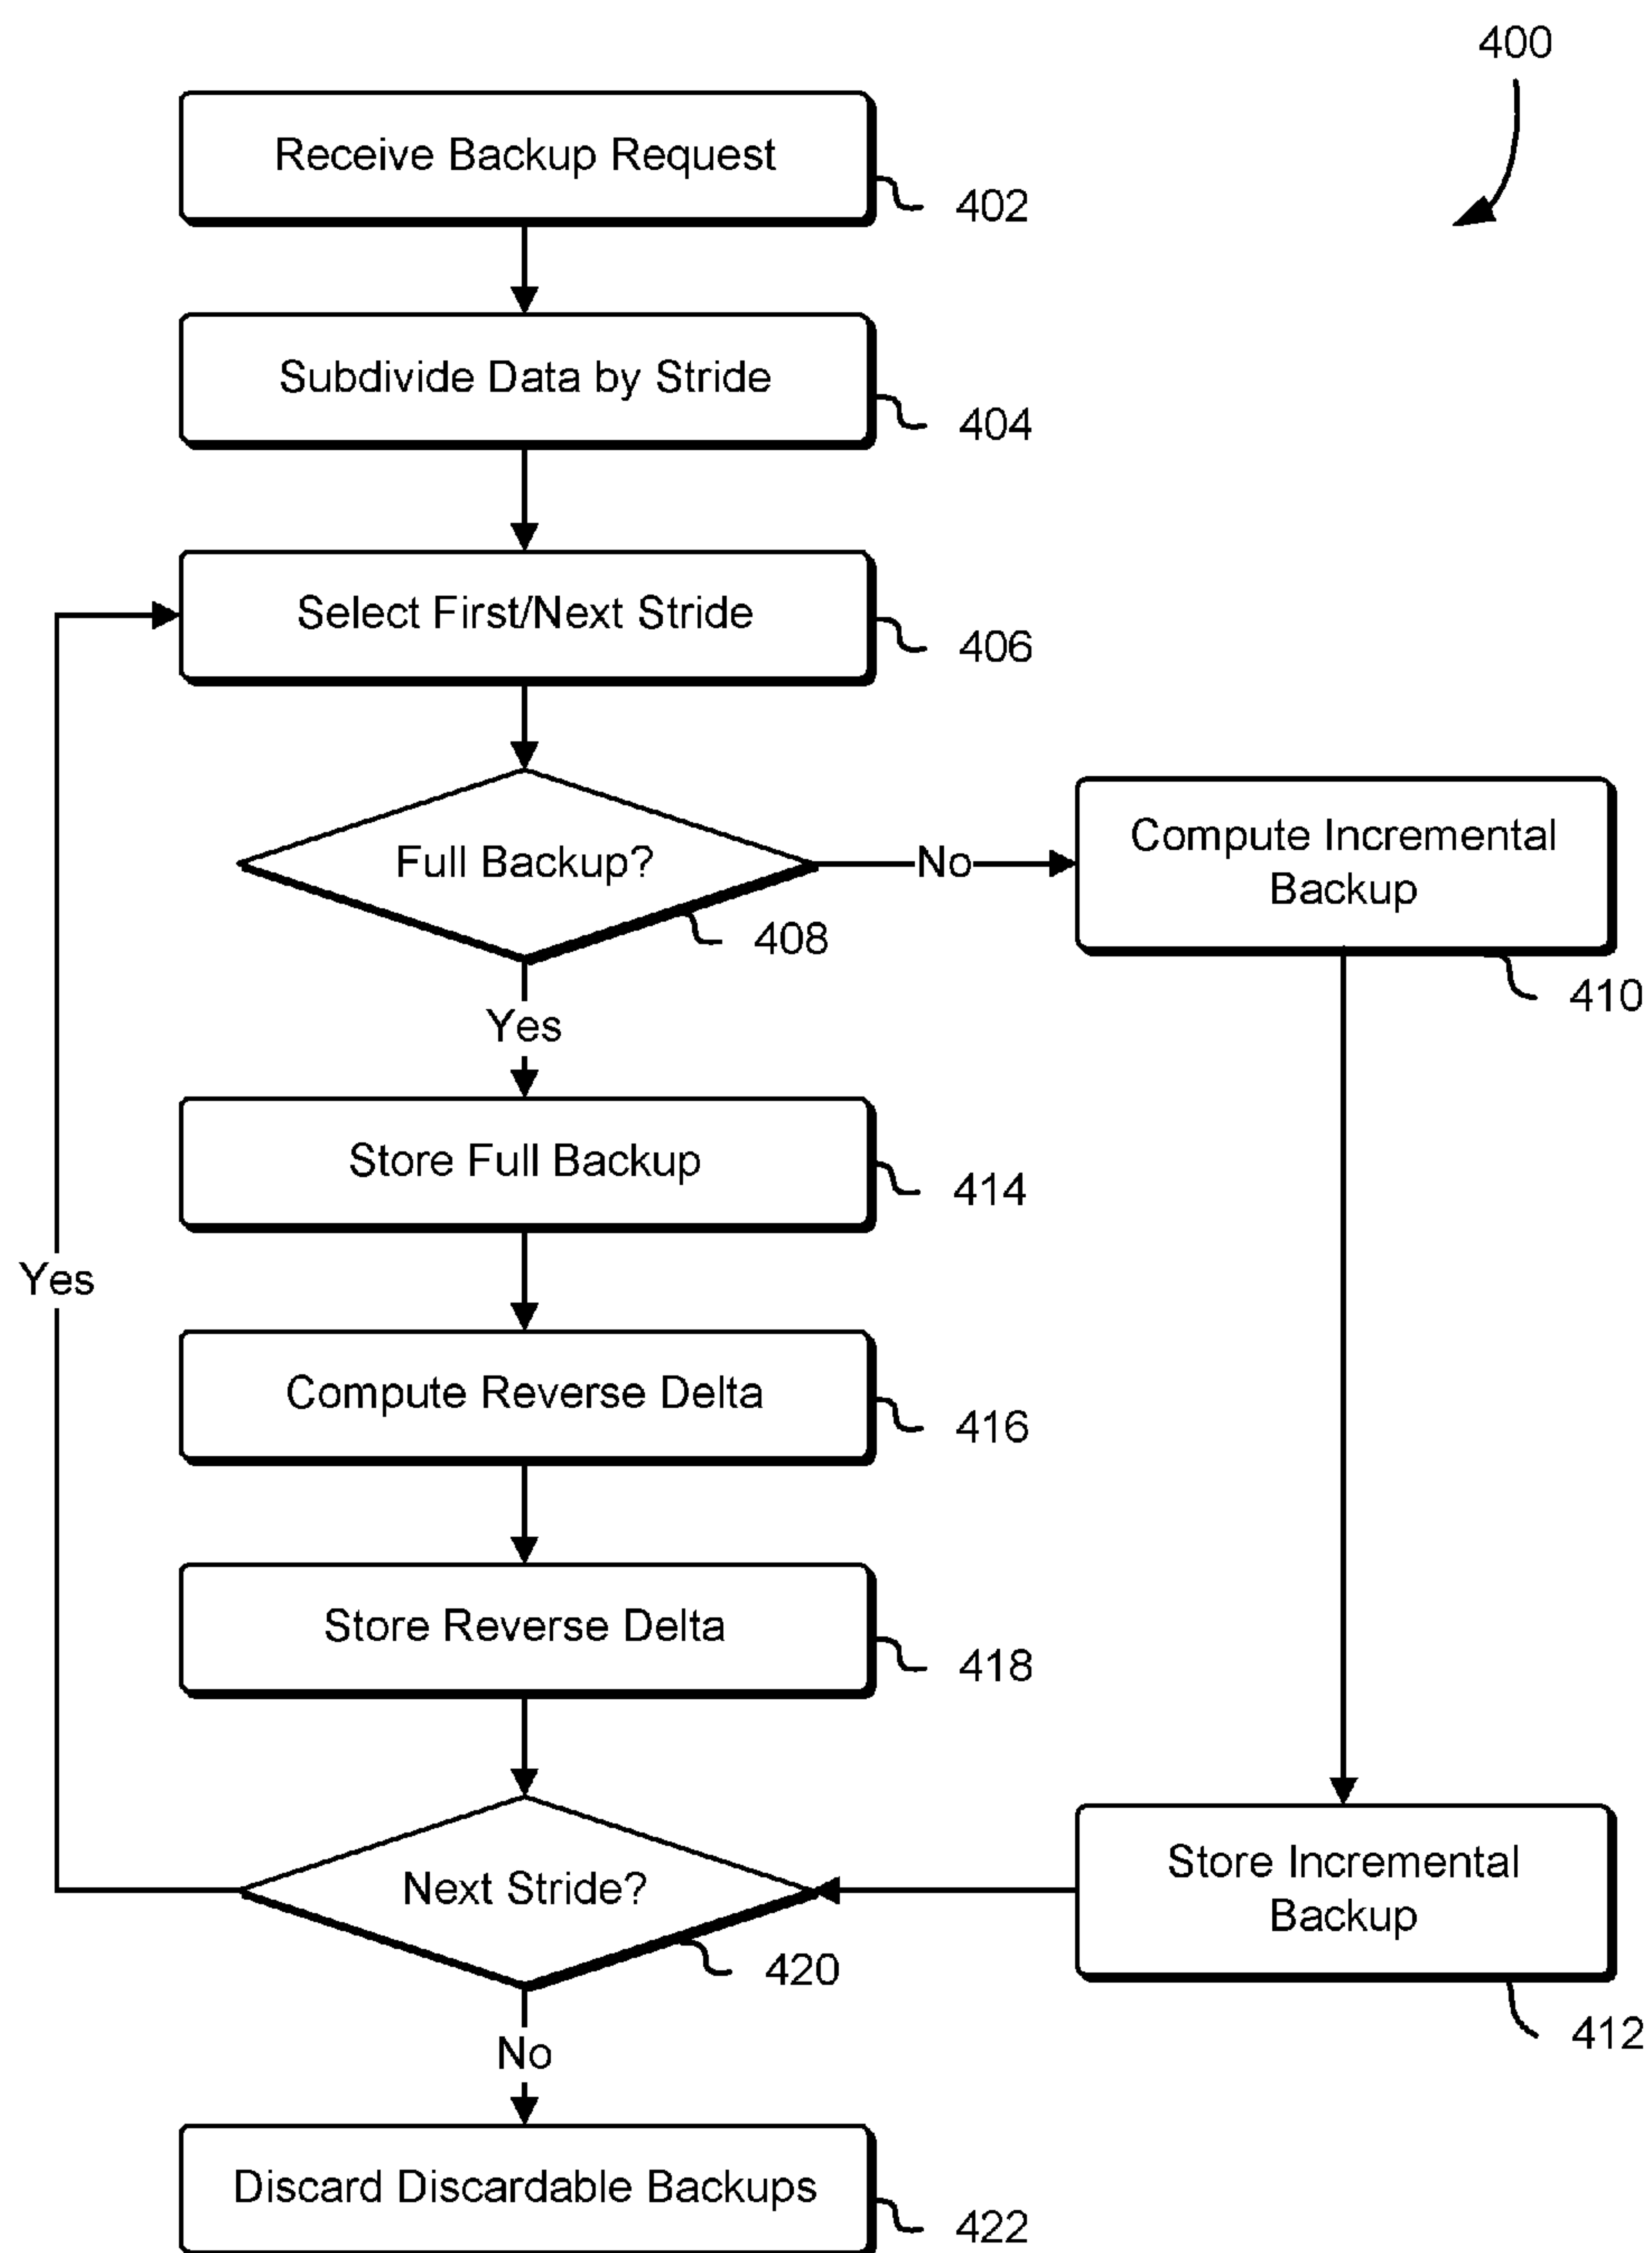 400
Receive Backup Request
402
Subdivide Data by Stride
404
Select First/Next Stride
406
Full Backup?
408
No
Compute Incremental
Backup
410
Yes
Store Full Backup
414
Compute Reverse Delta
416
Store Reverse Delta
418
Yes
Next Stride?
420
Store Incremental
Backup
412
No
Discard Discardable Backups
422